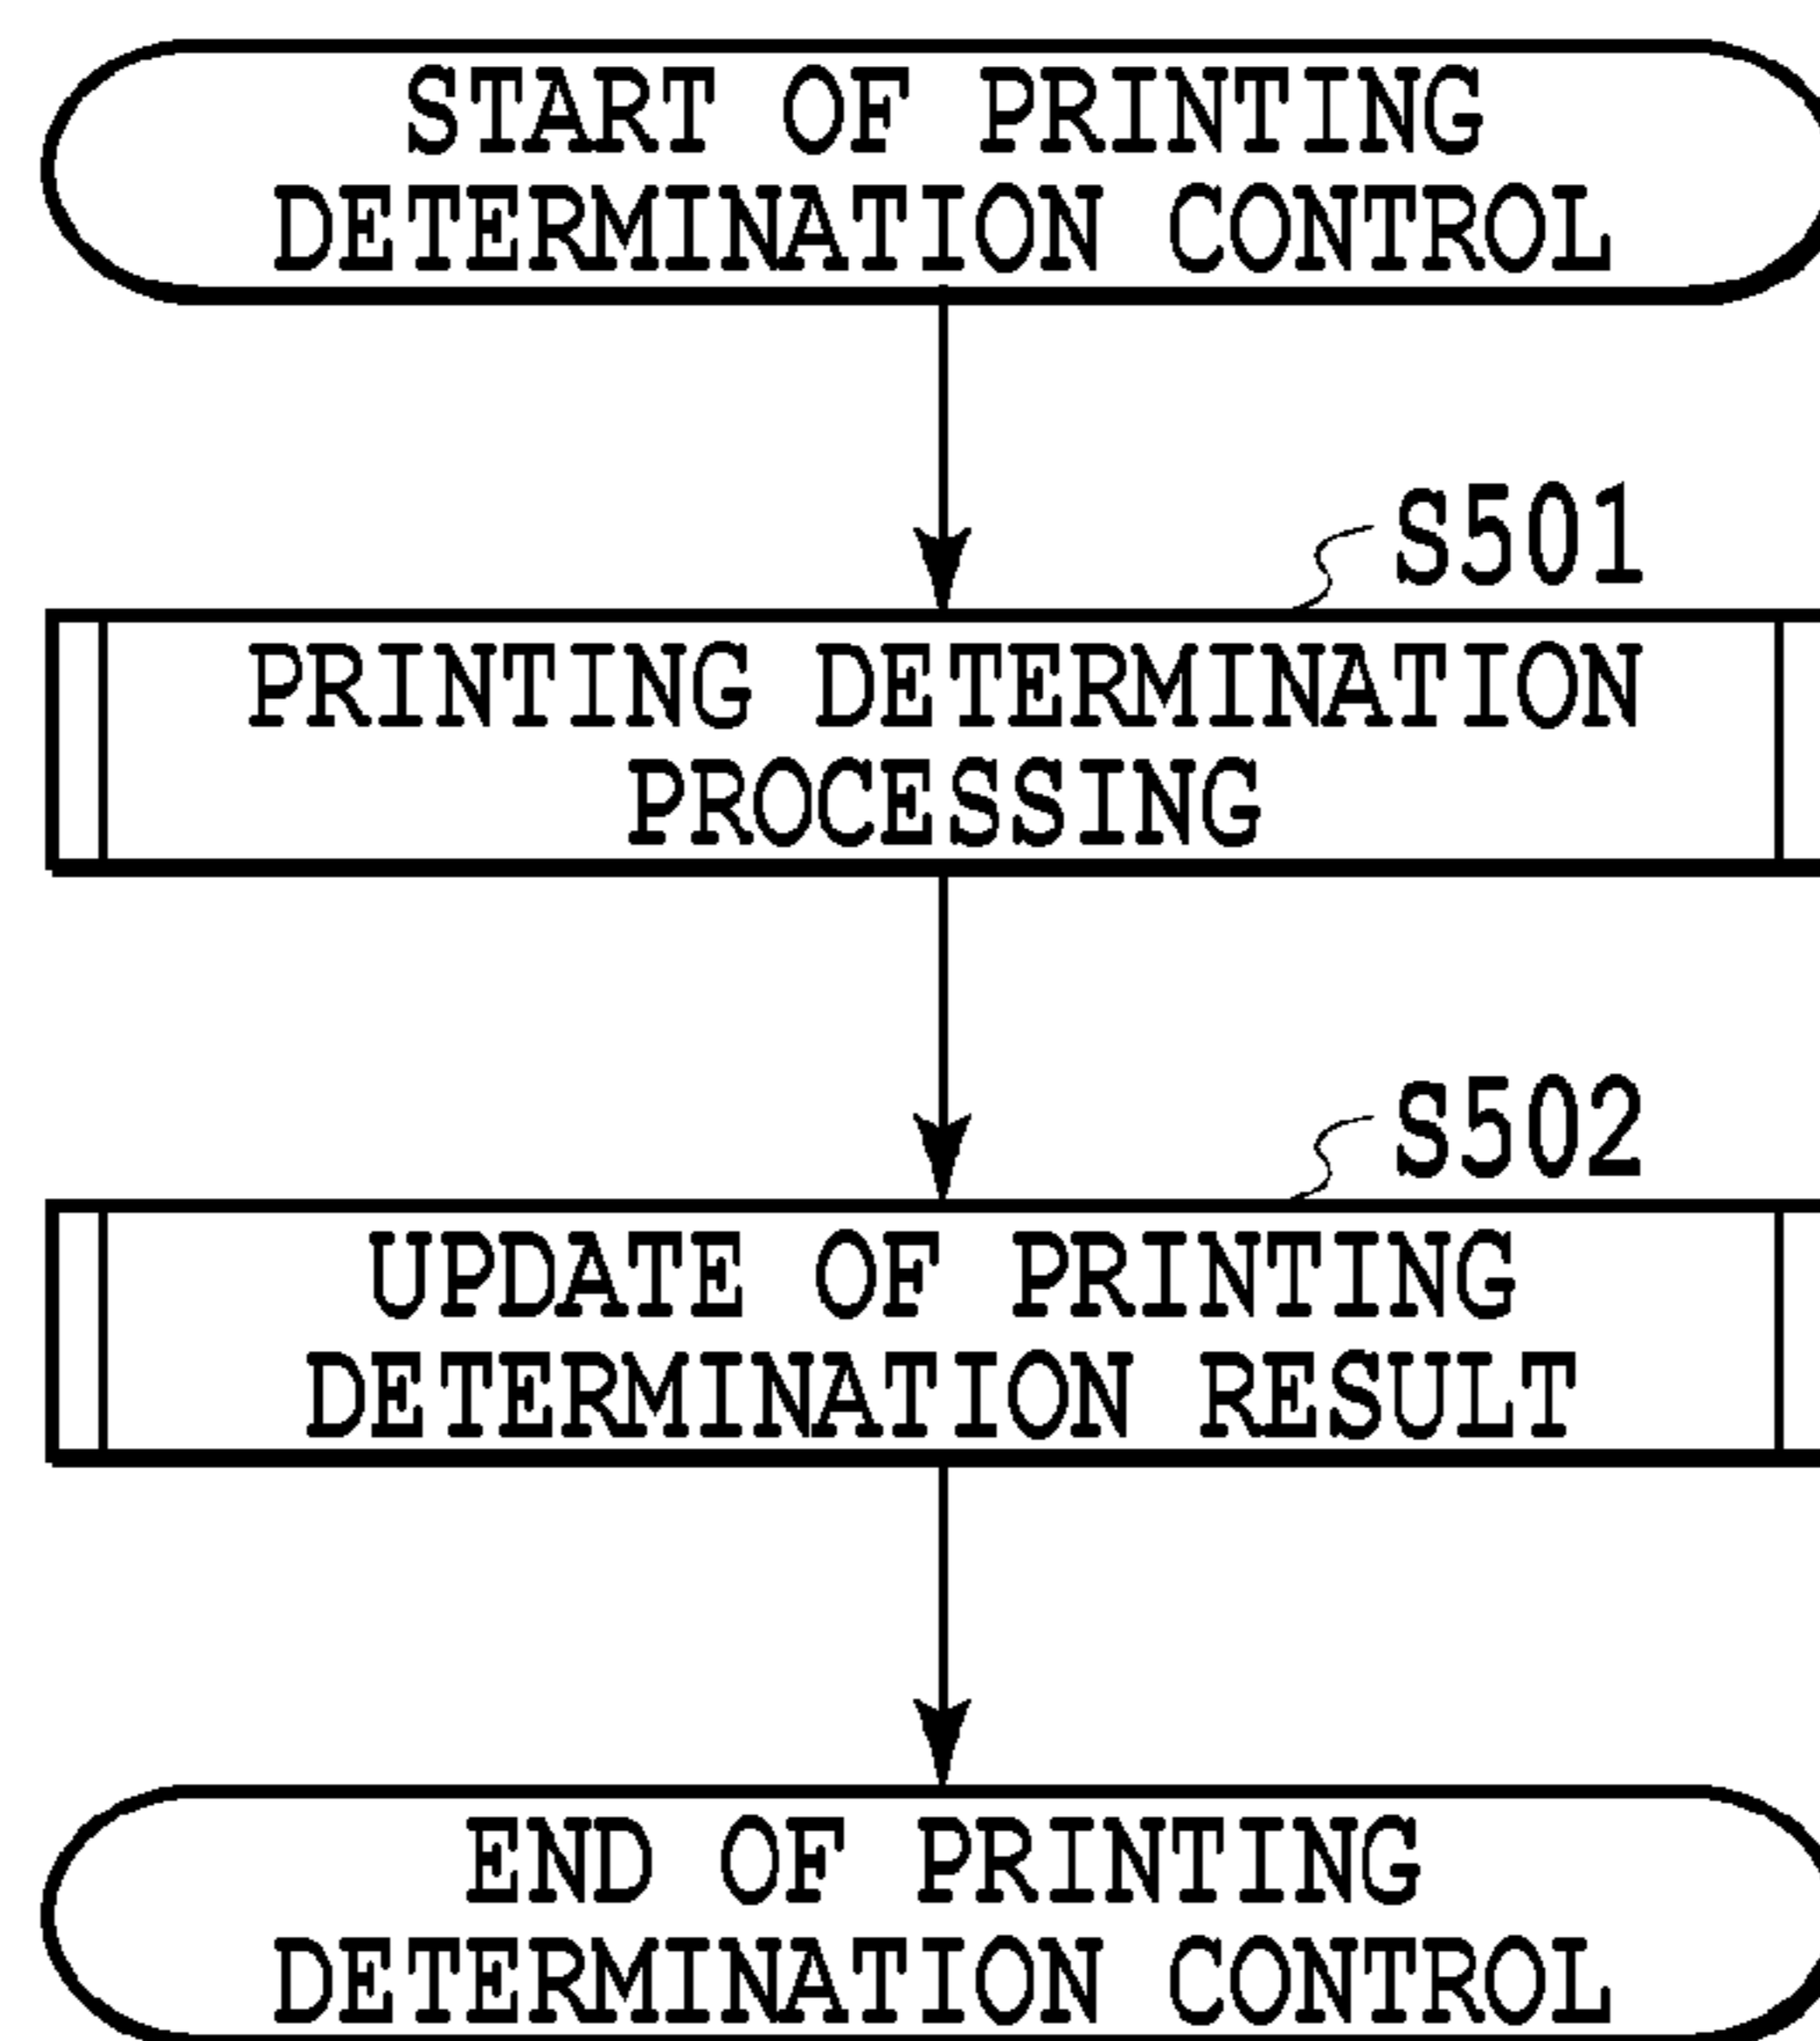 START OF PRINTING
DETERMINATION CONTROL
S501
PRINTING DETERMINATION
PROCESSING
S502
UPDATE OF PRINTING
DETERMINATION RESULT
END OF PRINTING
DETERMINATION CONTROL